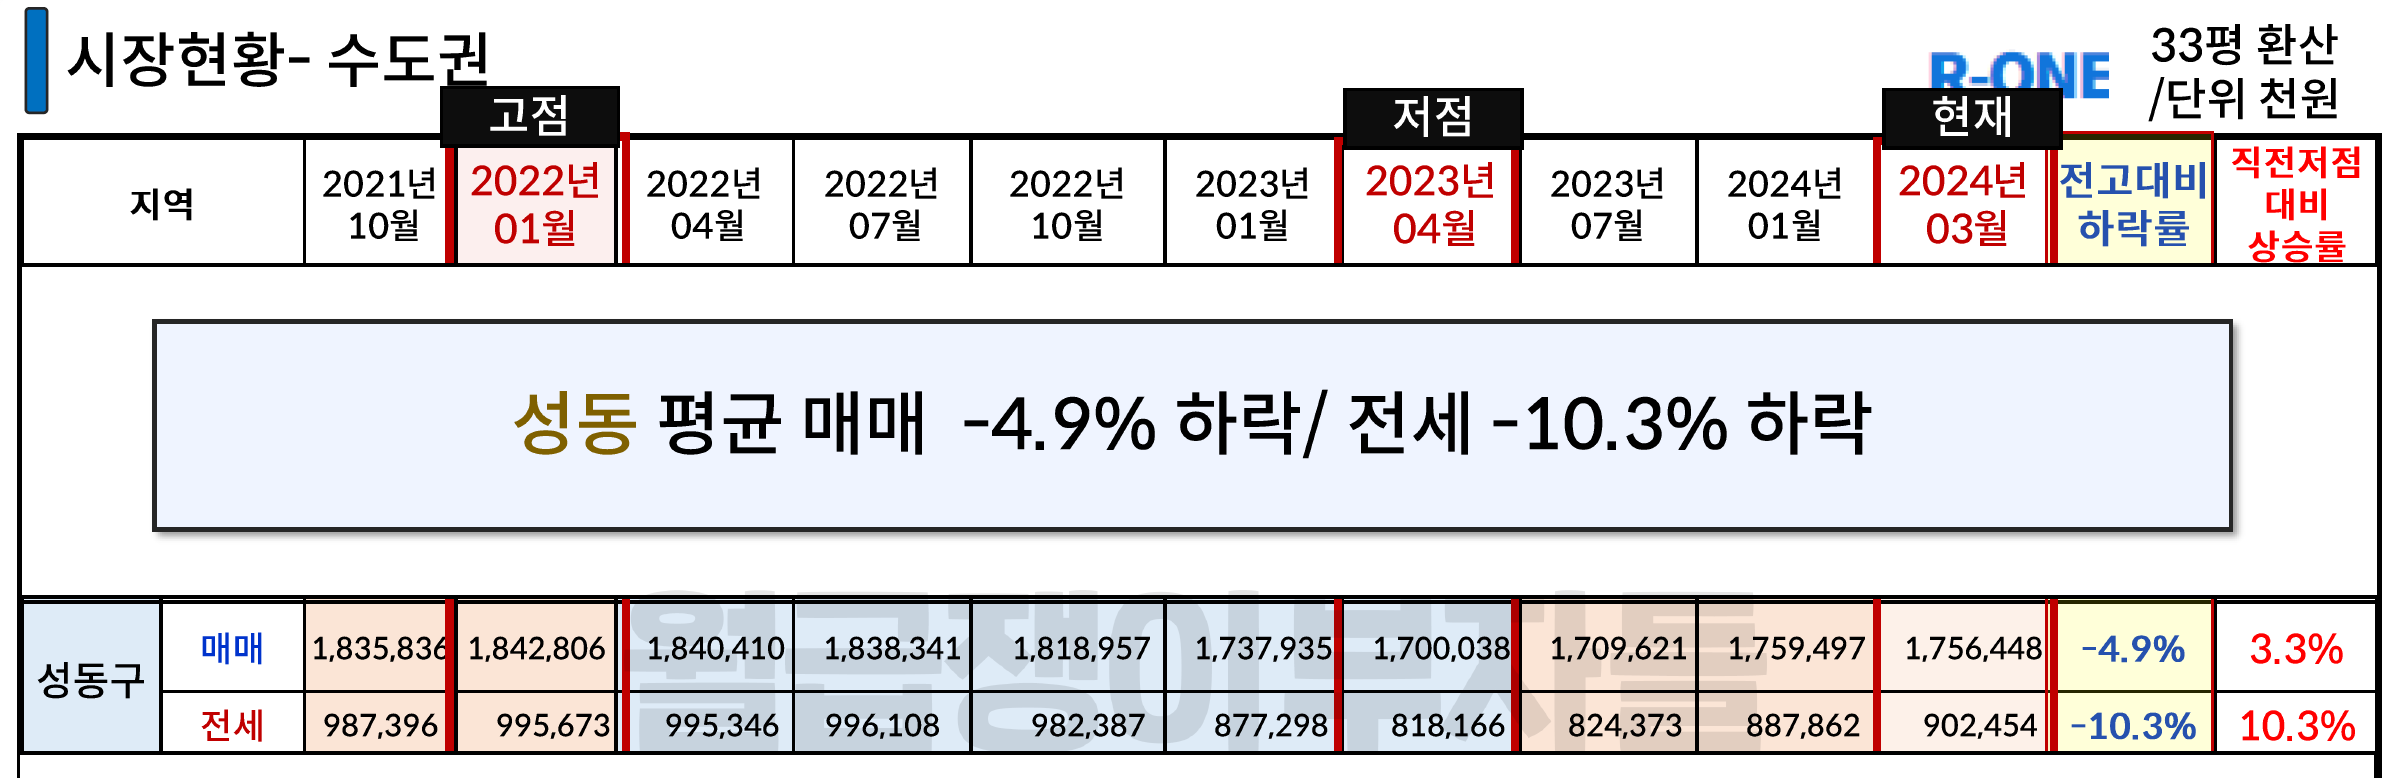 시장현황- 수도권
R-ONE
33평 환산
/단위 천원
고점
저점
현재
지역
2021년
10월
2022년
01월
2022년
04월
2022년
07월
2022년
10월
2023년
01월
2023년
04월
2023년
07월
2024년
01월
2024년
03월
전고대비
하락률
직전저점
대비
상승률
성동 평균 매매 -4.9% 하락/ 전세 -10.3% 하락
월급쟁이부자들
성동구
매매 1,835,836 1,842,806 1,840,410 1,838,341 1,818,957 1,737,935 1,700,038 1,709,621 1,759,497 1,756,448 -4.9% 3.3%
전세 987,396 995,673 995,346 996,108 982,387 877,298 818,166 824,373 887,862 902,454 -10.3% 10.3%